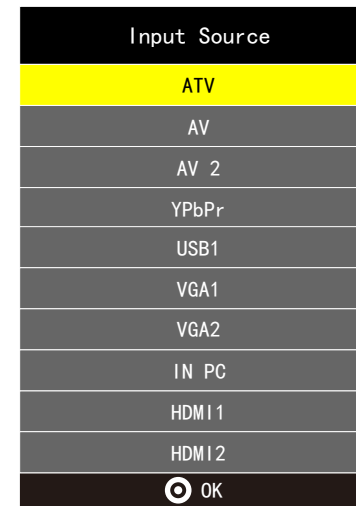 Input Source
ATV
AV
AV 2
YPbPr
USB1
VGA1
VGA2
IN PC
HDMI1
HDMI2
OK